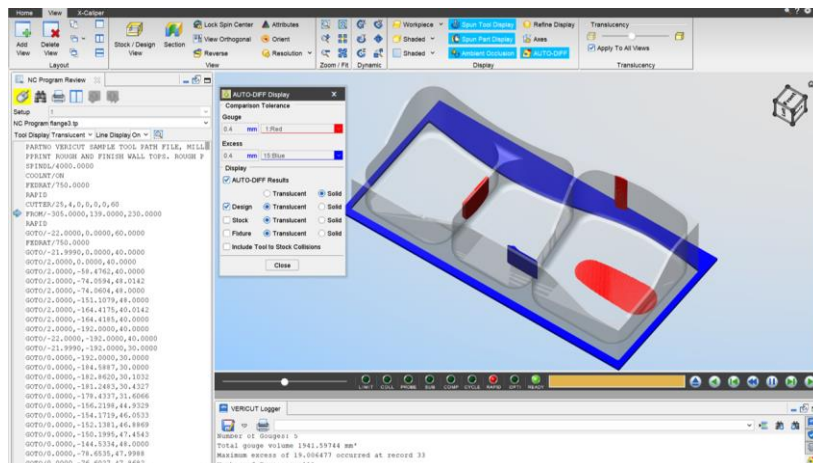 Home View X-Caliper
Add View
Delete View
Layout
Stock / Design View
Section
Lock Spin Center
View Orthogonal
Reverse
Attributes
Orient
Resolution
View
Zoom / Fit
Dynamic
Workpiece
Shaded
Shaded
Spun Tool Display
Spun Part Display
Ambient Occlusion
Refine Display
Axes
AUTO-DIFF
Display
Translucency
Apply To All Views
Translucency
NC Program Review
Setup 1
NC Program flange3.tp
Tool Display Translucent Line Display On
PARTNO VERICUT SAMPLE TOOL PATH FILE, MILL
PPRINT ROUGH AND FINISH WALL TOPS. ROUGH P
SPINDL/4000.0000
COOLNT/ON
FEDRAT/750.0000
RAPID
CUTTER/25,4,0,0,0,0,60
FROM/-305.0000,139.0000,230.0000
RAPID
GOTO/-22.0000,0.0000,60.0000
FEDRAT/750.0000
GOTO/-21.9990,0.0000,40.0000
GOTO/2.0000,0.0000,40.0000
GOTO/2.0000,-59.4762,40.0000
GOTO/2.0000,-74.0594,48.0142
GOTO/2.0000,-74.0604,48.0000
GOTO/2.0000,-151.1079,48.0000
GOTO/2.0000,-164.4175,40.0142
GOTO/2.0000,-164.4185,40.0000
GOTO/2.0000,-192.0000,40.0000
GOTO/-22.0000,-192.0000,40.0000
GOTO/-21.9990,-192.0000,30.0000
GOTO/0.0000,-192.0000,30.0000
GOTO/0.0000,-184.5887,30.0000
GOTO/0.0000,-182.8620,30.1032
GOTO/0.0000,-181.2483,30.4327
GOTO/0.0000,-178.4337,31.6066
GOTO/0.0000,-156.2198,44.9329
GOTO/0.0000,-154.1719,46.0533
GOTO/0.0000,-152.1381,46.8869
GOTO/0.0000,-150.1995,47.4543
GOTO/0.0000,-144.5334,48.0000
GOTO/0.0000,-78.6535,47.9988
AUTO-DIFF Display
Comparison Tolerance
Gouge
0.4 mm 1:Red
Excess
0.4 mm 15:Blue
Display
AUTO-DIFF Results
Translucent Solid
Design Translucent Solid
Stock Translucent Solid
Fixture Translucent Solid
Include Tool to Stock Collisions
Close
LIMIT COLL PROBE SUB COMP CYCLE RAPID OPTI READY
VERICUT Logger
Number of Gouges: 5
Total gouge volume 1941.59744 mm³
Maximum excess of 19.006477 occurred at record 33